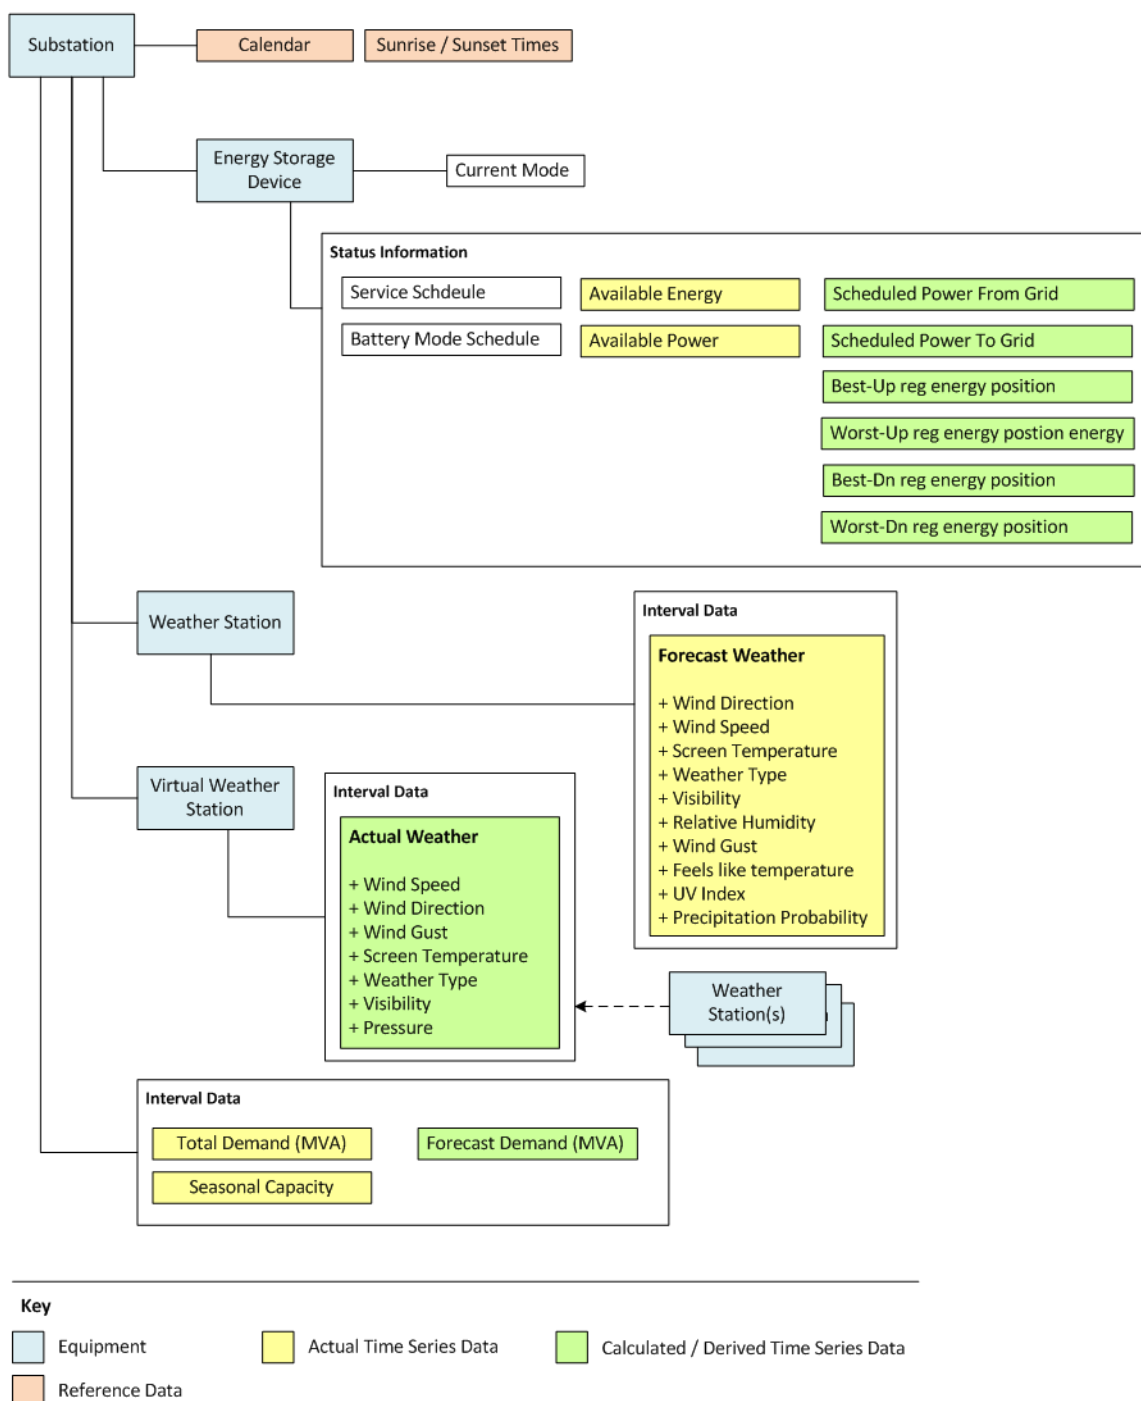 Substation
Calendar
Sunrise / Sunset Times
Energy Storage
Device
Current Mode
Status Information
Service Schdeule
Available Energy
Scheduled Power From Grid
Battery Mode Schedule
Available Power
Scheduled Power To Grid
Best-Up reg energy position
Worst-Up reg energy postion energy
Best-Dn reg energy position
Worst-Dn reg energy position
Weather Station
Interval Data
Forecast Weather
+ Wind Direction
+ Wind Speed
+ Screen Temperature
+ Weather Type
+ Visibility
+ Relative Humidity
+ Wind Gust
+ Feels like temperature
+ UV Index
+ Precipitation Probability
Virtual Weather
Station
Interval Data
Actual Weather
+ Wind Speed
+ Wind Direction
+ Wind Gust
+ Screen Temperature
+ Weather Type
+ Visibility
+ Pressure
Weather
Station(s)
Interval Data
Total Demand (MVA)
Forecast Demand (MVA)
Seasonal Capacity
Key
Equipment
Actual Time Series Data
Calculated / Derived Time Series Data
Reference Data